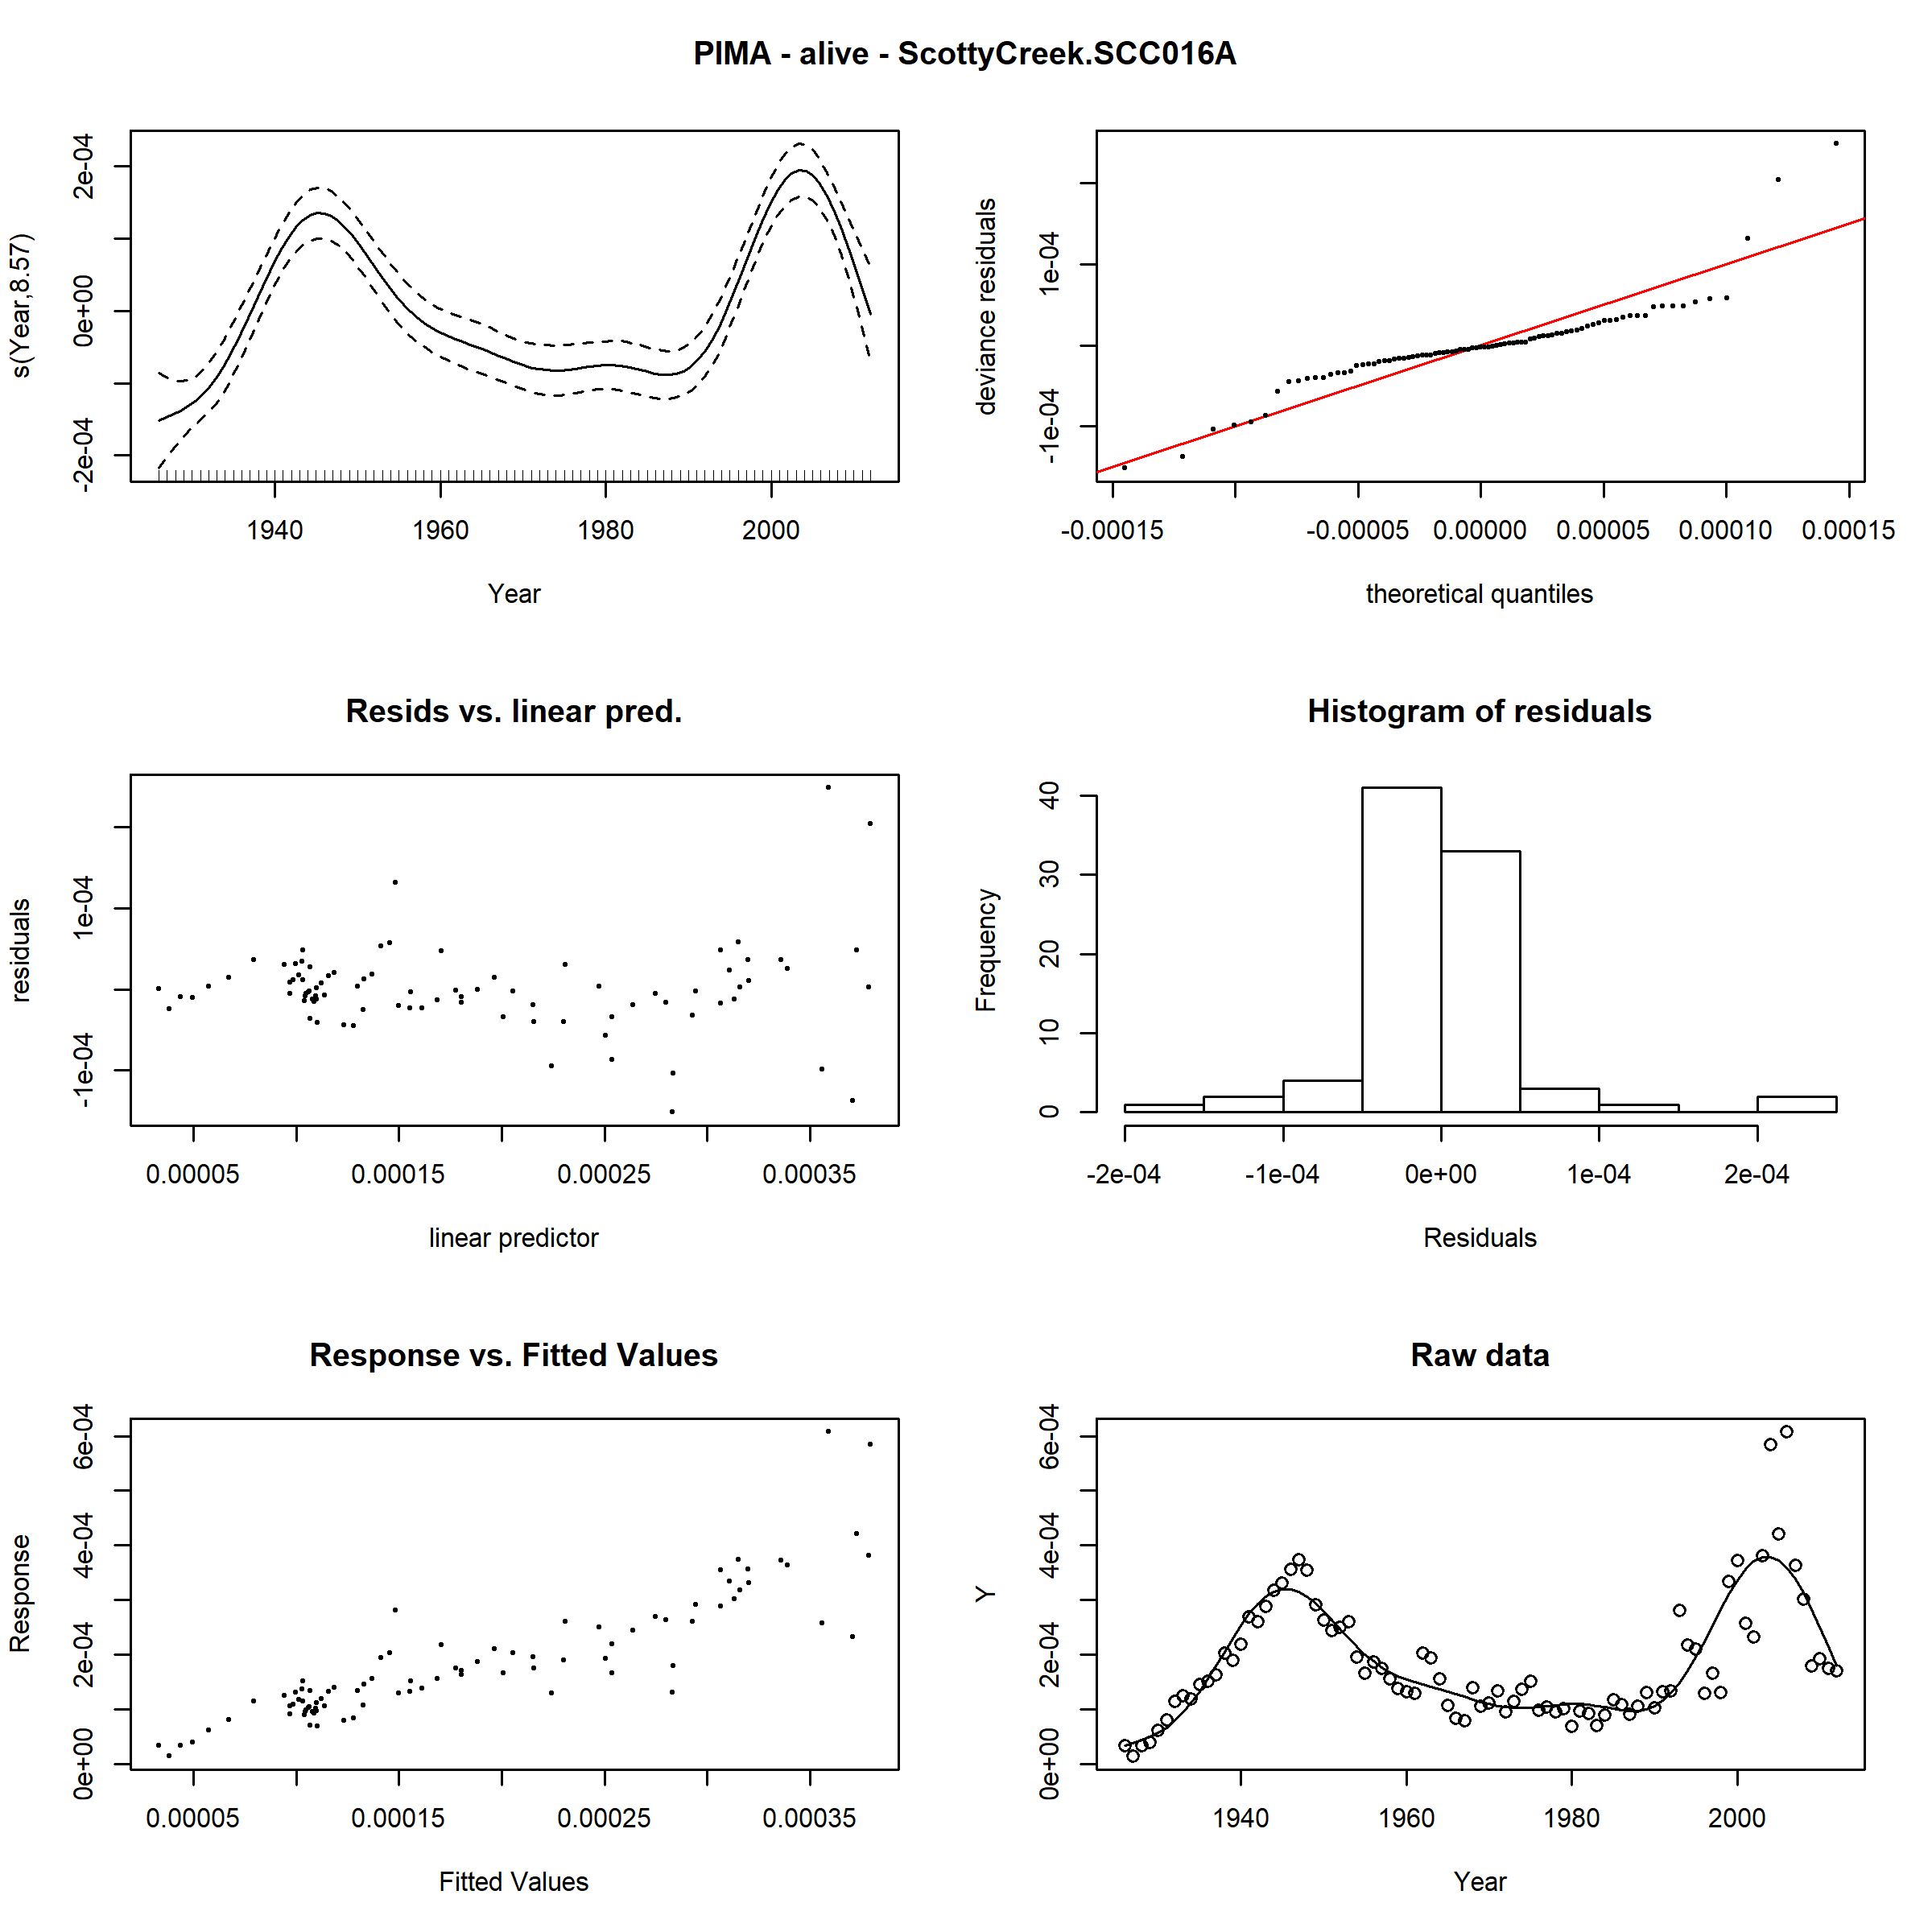 PIMA - alive - ScottyCreek.SCC016A
s(Year,8.57)
-2e-04 0e+00 2e-04
1940 1960 1980 2000
Year
deviance residuals
-1e-04 1e-04
-0.00015 -0.00005 0.00000 0.00005 0.00010 0.00015
theoretical quantiles
Resids vs. linear pred.
residuals
-1e-04 1e-04
0.00005 0.00015 0.00025 0.00035
linear predictor
Histogram of residuals
Frequency
0 10 20 30 40
-2e-04 -1e-04 0e+00 1e-04 2e-04
Residuals
Response vs. Fitted Values
Response
0e+00 2e-04 4e-04 6e-04
0.00005 0.00015 0.00025 0.00035
Fitted Values
Raw data
Y
0e+00 2e-04 4e-04 6e-04
1940 1960 1980 2000
Year